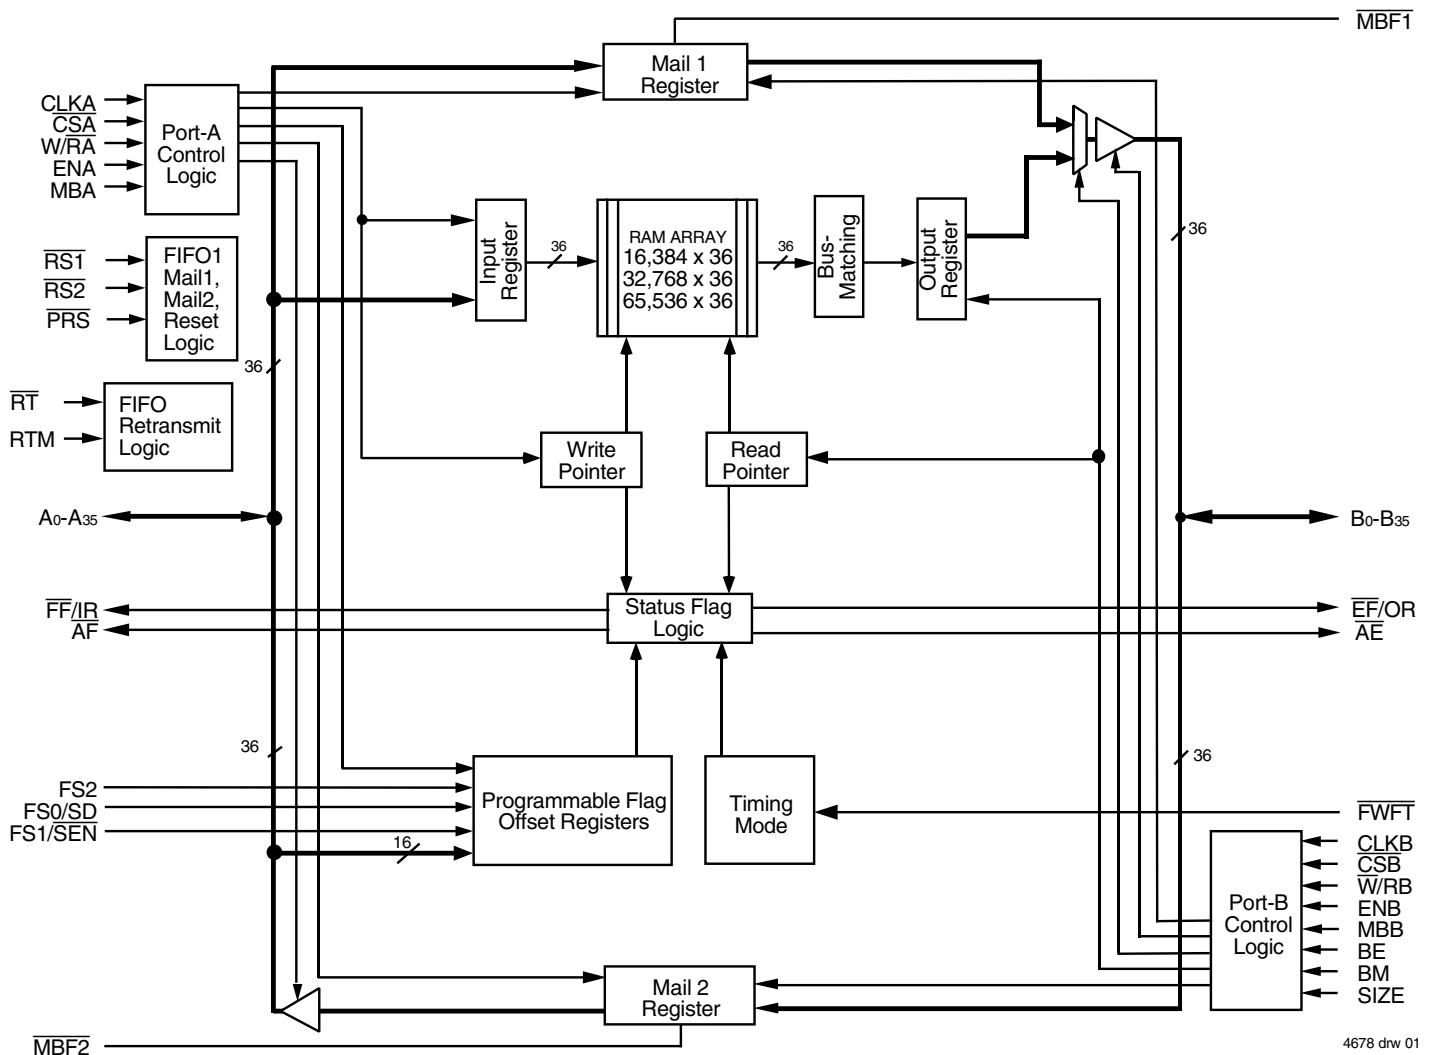 MBF1
Mail 1
Register
CLKA
CSA
W/RA
ENA
MBA
Port-A
Control
Logic
36
RS1
RS2
PRS
FIFO1
Mail1,
Mail2,
Reset
Logic
Input
Register
36
RAM ARRAY
16,384 x 36
32,768 x 36
65,536 x 36
36
Bus-
Matching
Output
Register
36
RT
RTM
FIFO
Retransmit
Logic
Write
Pointer
Read
Pointer
A0-A35
B0-B35
FF/IR
AF
Status Flag
Logic
EF/OR
AE
36
36
FS2
FS0/SD
FS1/SEN
16
Programmable Flag
Offset Registers
Timing
Mode
FWFT
Port-B
Control
Logic
CLKB
CSB
W/RB
ENB
MBB
BE
BM
SIZE
Mail 2
Register
MBF2
4678 drw 01